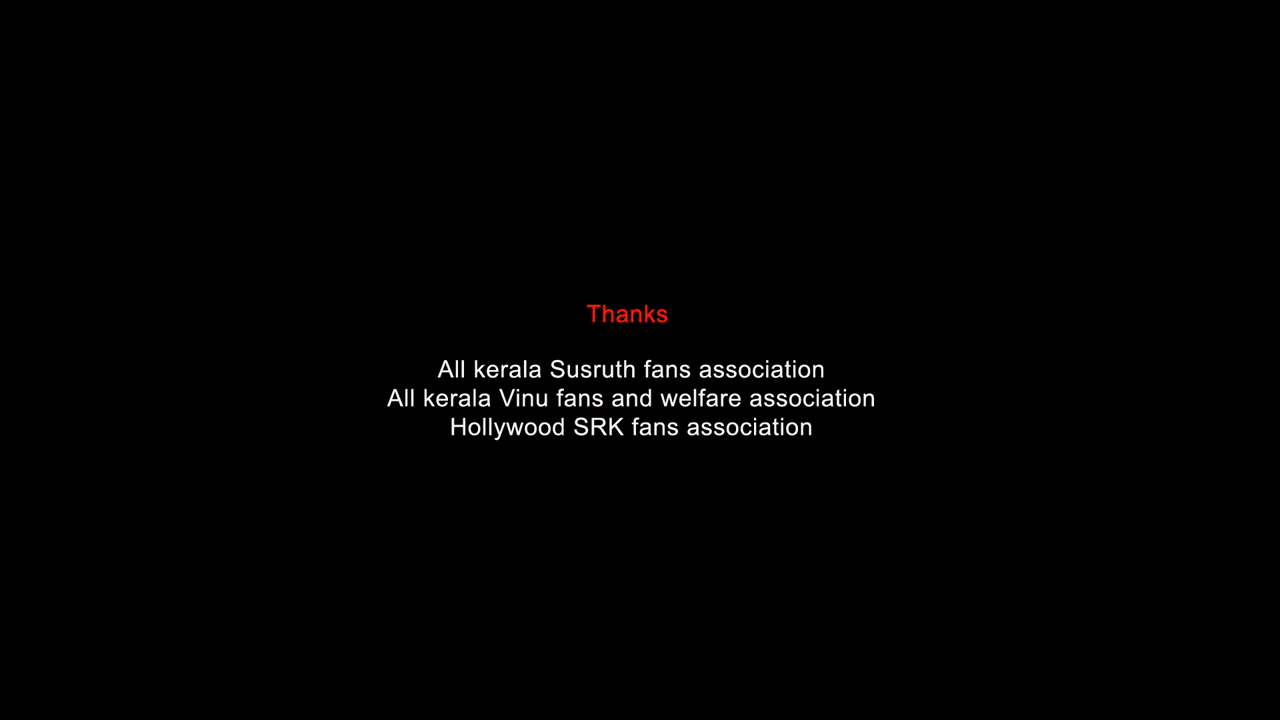 Thanks
All kerala Susruth fans association
All kerala Vinu fans and welfare association
Hollywood SRK fans association